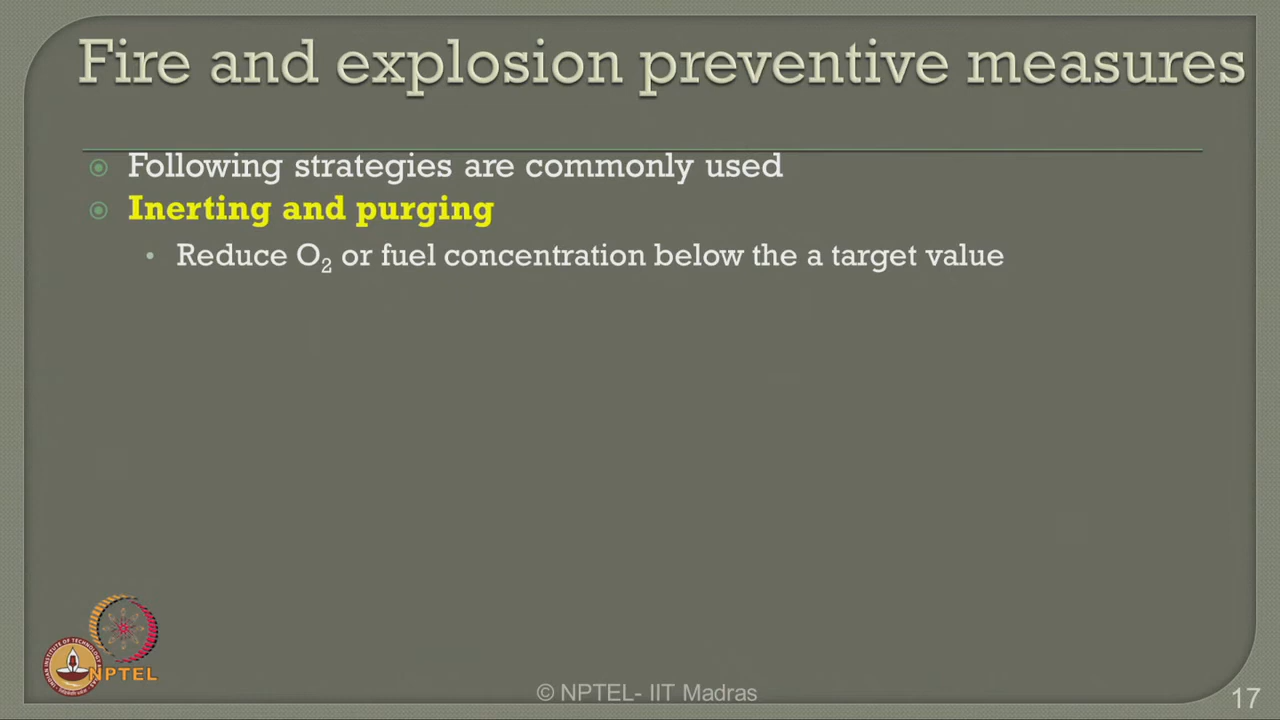 Fire and explosion preventive measures
Following strategies are commonly used
Inerting and purging
• Reduce O₂ or fuel concentration below the a target value
NPTEL
© NPTEL- IIT Madras
17